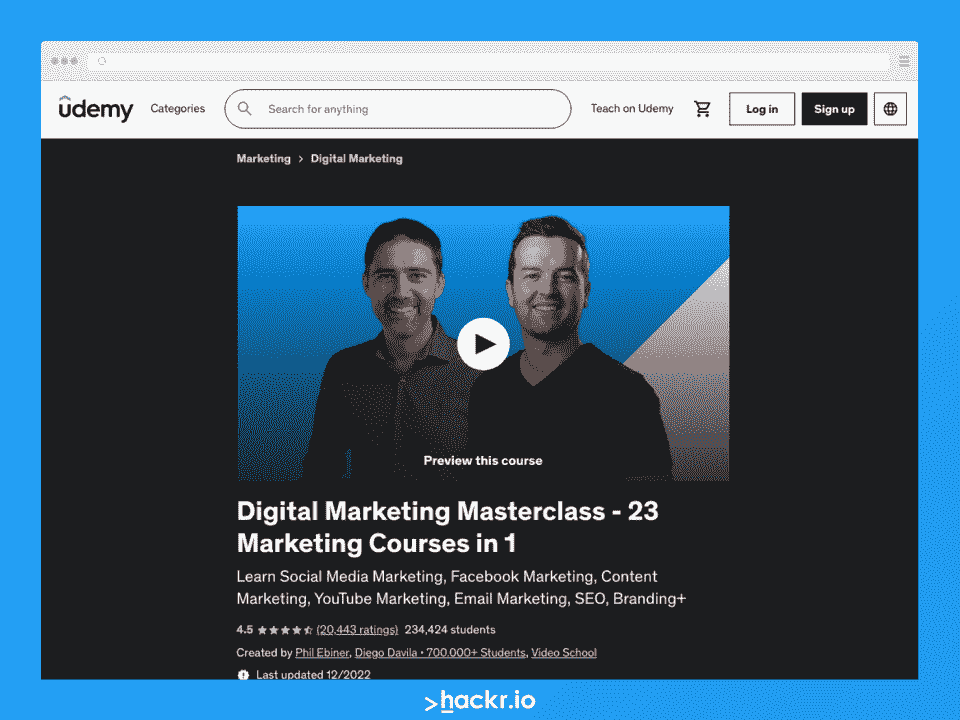 udemy
Categories
Search for anything
Teach on Udemy
Log in
Sign up
Marketing > Digital Marketing
Preview this course
Digital Marketing Masterclass - 23
Marketing Courses in 1
Learn Social Media Marketing, Facebook Marketing, Content
Marketing, YouTube Marketing, Email Marketing, SEO, Branding+
4.5 (20,443 ratings) 234,424 students
Created by Phil Ebiner, Diego Davila • 700.000+ Students, Video School
Last updated 12/2022
>hackr.io